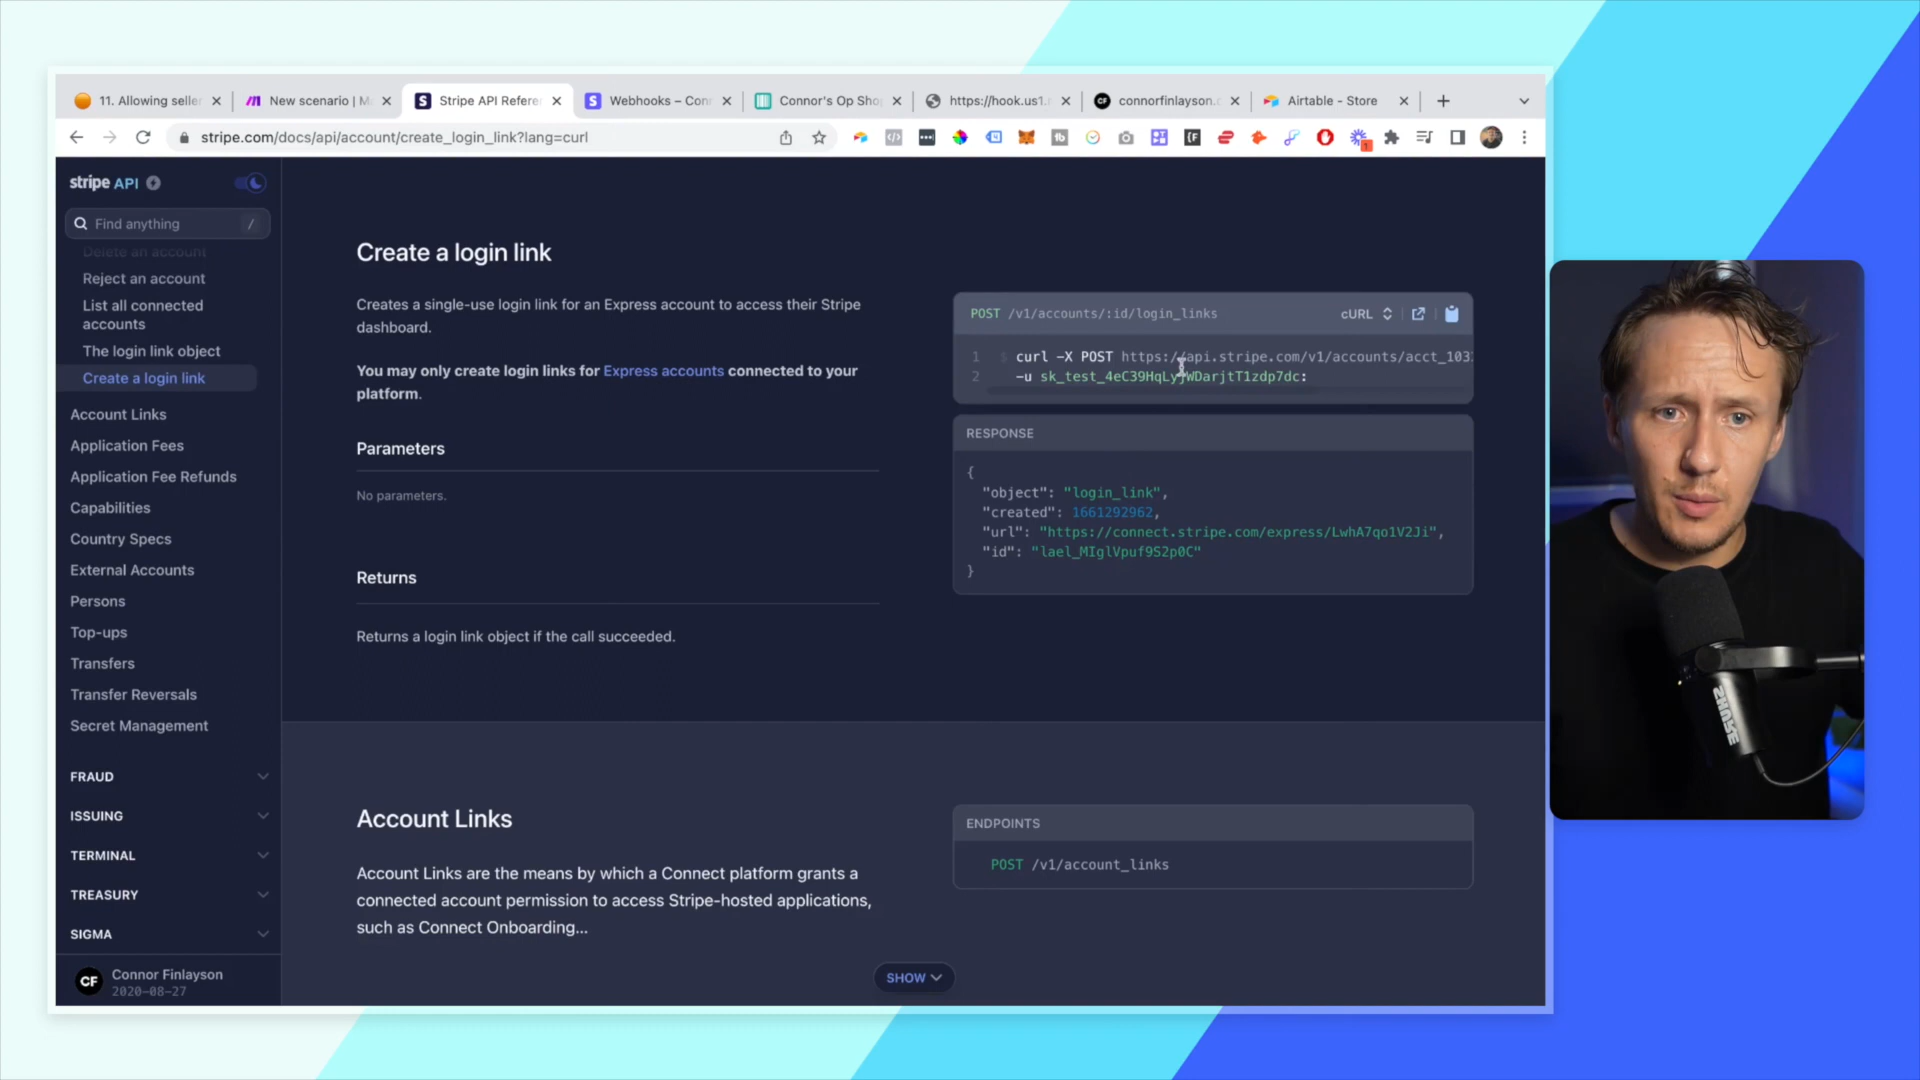 11. Allowing seller
New scenario | M
Stripe API Refere
Webhooks – Con
Connor's Op Sho
https://hook.us1.
connorfinlayson.c
Airtable - Store
stripe.com/docs/api/account/create_login_link?lang=curl
stripe API
Find anything
/
Delete an account
Reject an account
List all connected
accounts
The login link object
Create a login link
Account Links
Application Fees
Application Fee Refunds
Capabilities
Country Specs
External Accounts
Persons
Top-ups
Transfers
Transfer Reversals
Secret Management
FRAUD
ISSUING
TERMINAL
TREASURY
SIGMA
CF
Connor Finlayson
2020-08-27
Create a login link
Creates a single-use login link for an Express account to access their Stripe
dashboard.
You may only create login links for Express accounts connected to your
platform.
Parameters
No parameters.
Returns
Returns a login link object if the call succeeded.
POST /v1/accounts/:id/login_links
cURL
1 $ curl -X POST https://api.stripe.com/v1/accounts/acct_103
2 -u sk_test_4eC39HqLyjWDarjtT1zdp7dc:
RESPONSE
{
"object": "login_link",
"created": 1661292962,
"url": "https://connect.stripe.com/express/LwhA7qo1V2Ji",
"id": "lael_MIglVpuf9S2p0C"
}
Account Links
Account Links are the means by which a Connect platform grants a
connected account permission to access Stripe-hosted applications,
such as Connect Onboarding...
ENDPOINTS
POST /v1/account_links
SHOW
SHURE